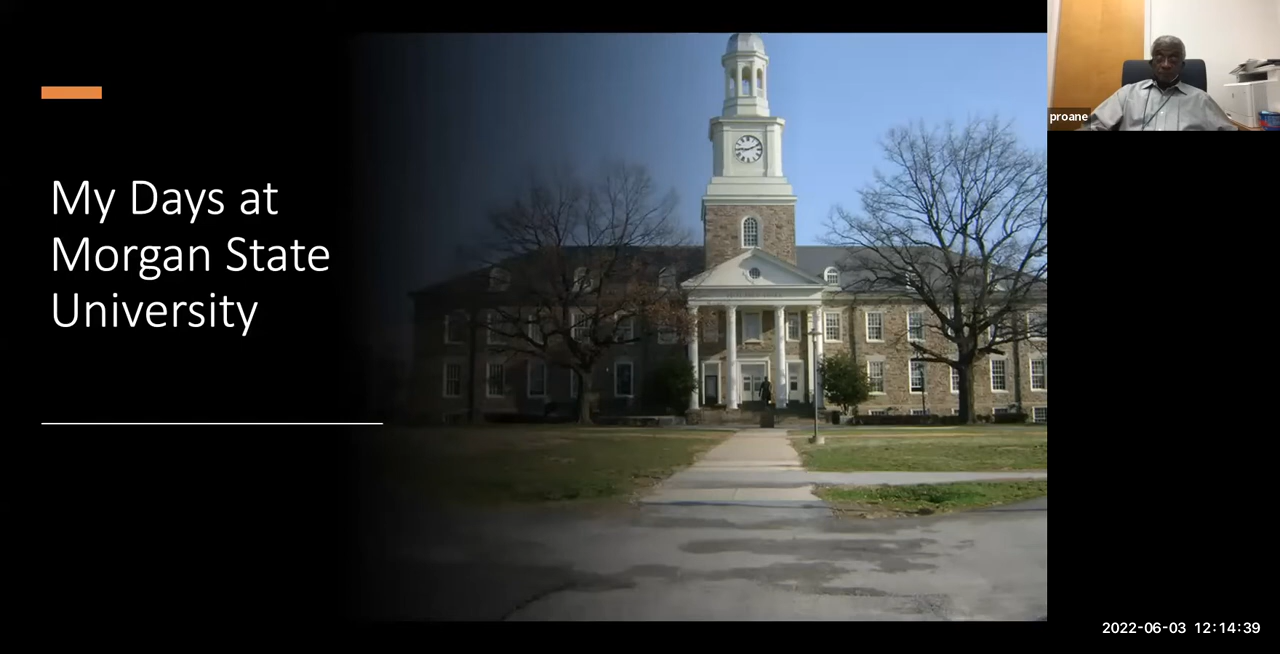 My Days at
Morgan State
University
proane
2022-06-03 12:14:39